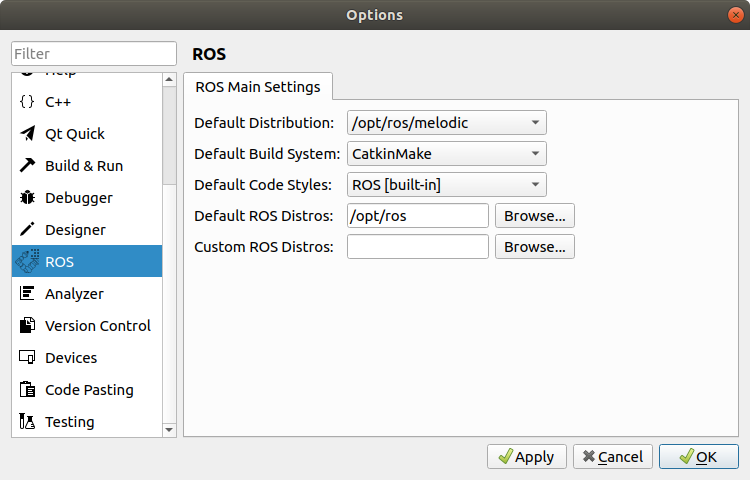 Options
Filter
Help
C++
Qt Quick
Build & Run
Debugger
Designer
ROS
Analyzer
Version Control
Devices
Code Pasting
Testing
ROS
ROS Main Settings
Default Distribution: /opt/ros/melodic
Default Build System: CatkinMake
Default Code Styles: ROS [built-in]
Default ROS Distros: /opt/ros Browse...
Custom ROS Distros: Browse...
Apply Cancel OK